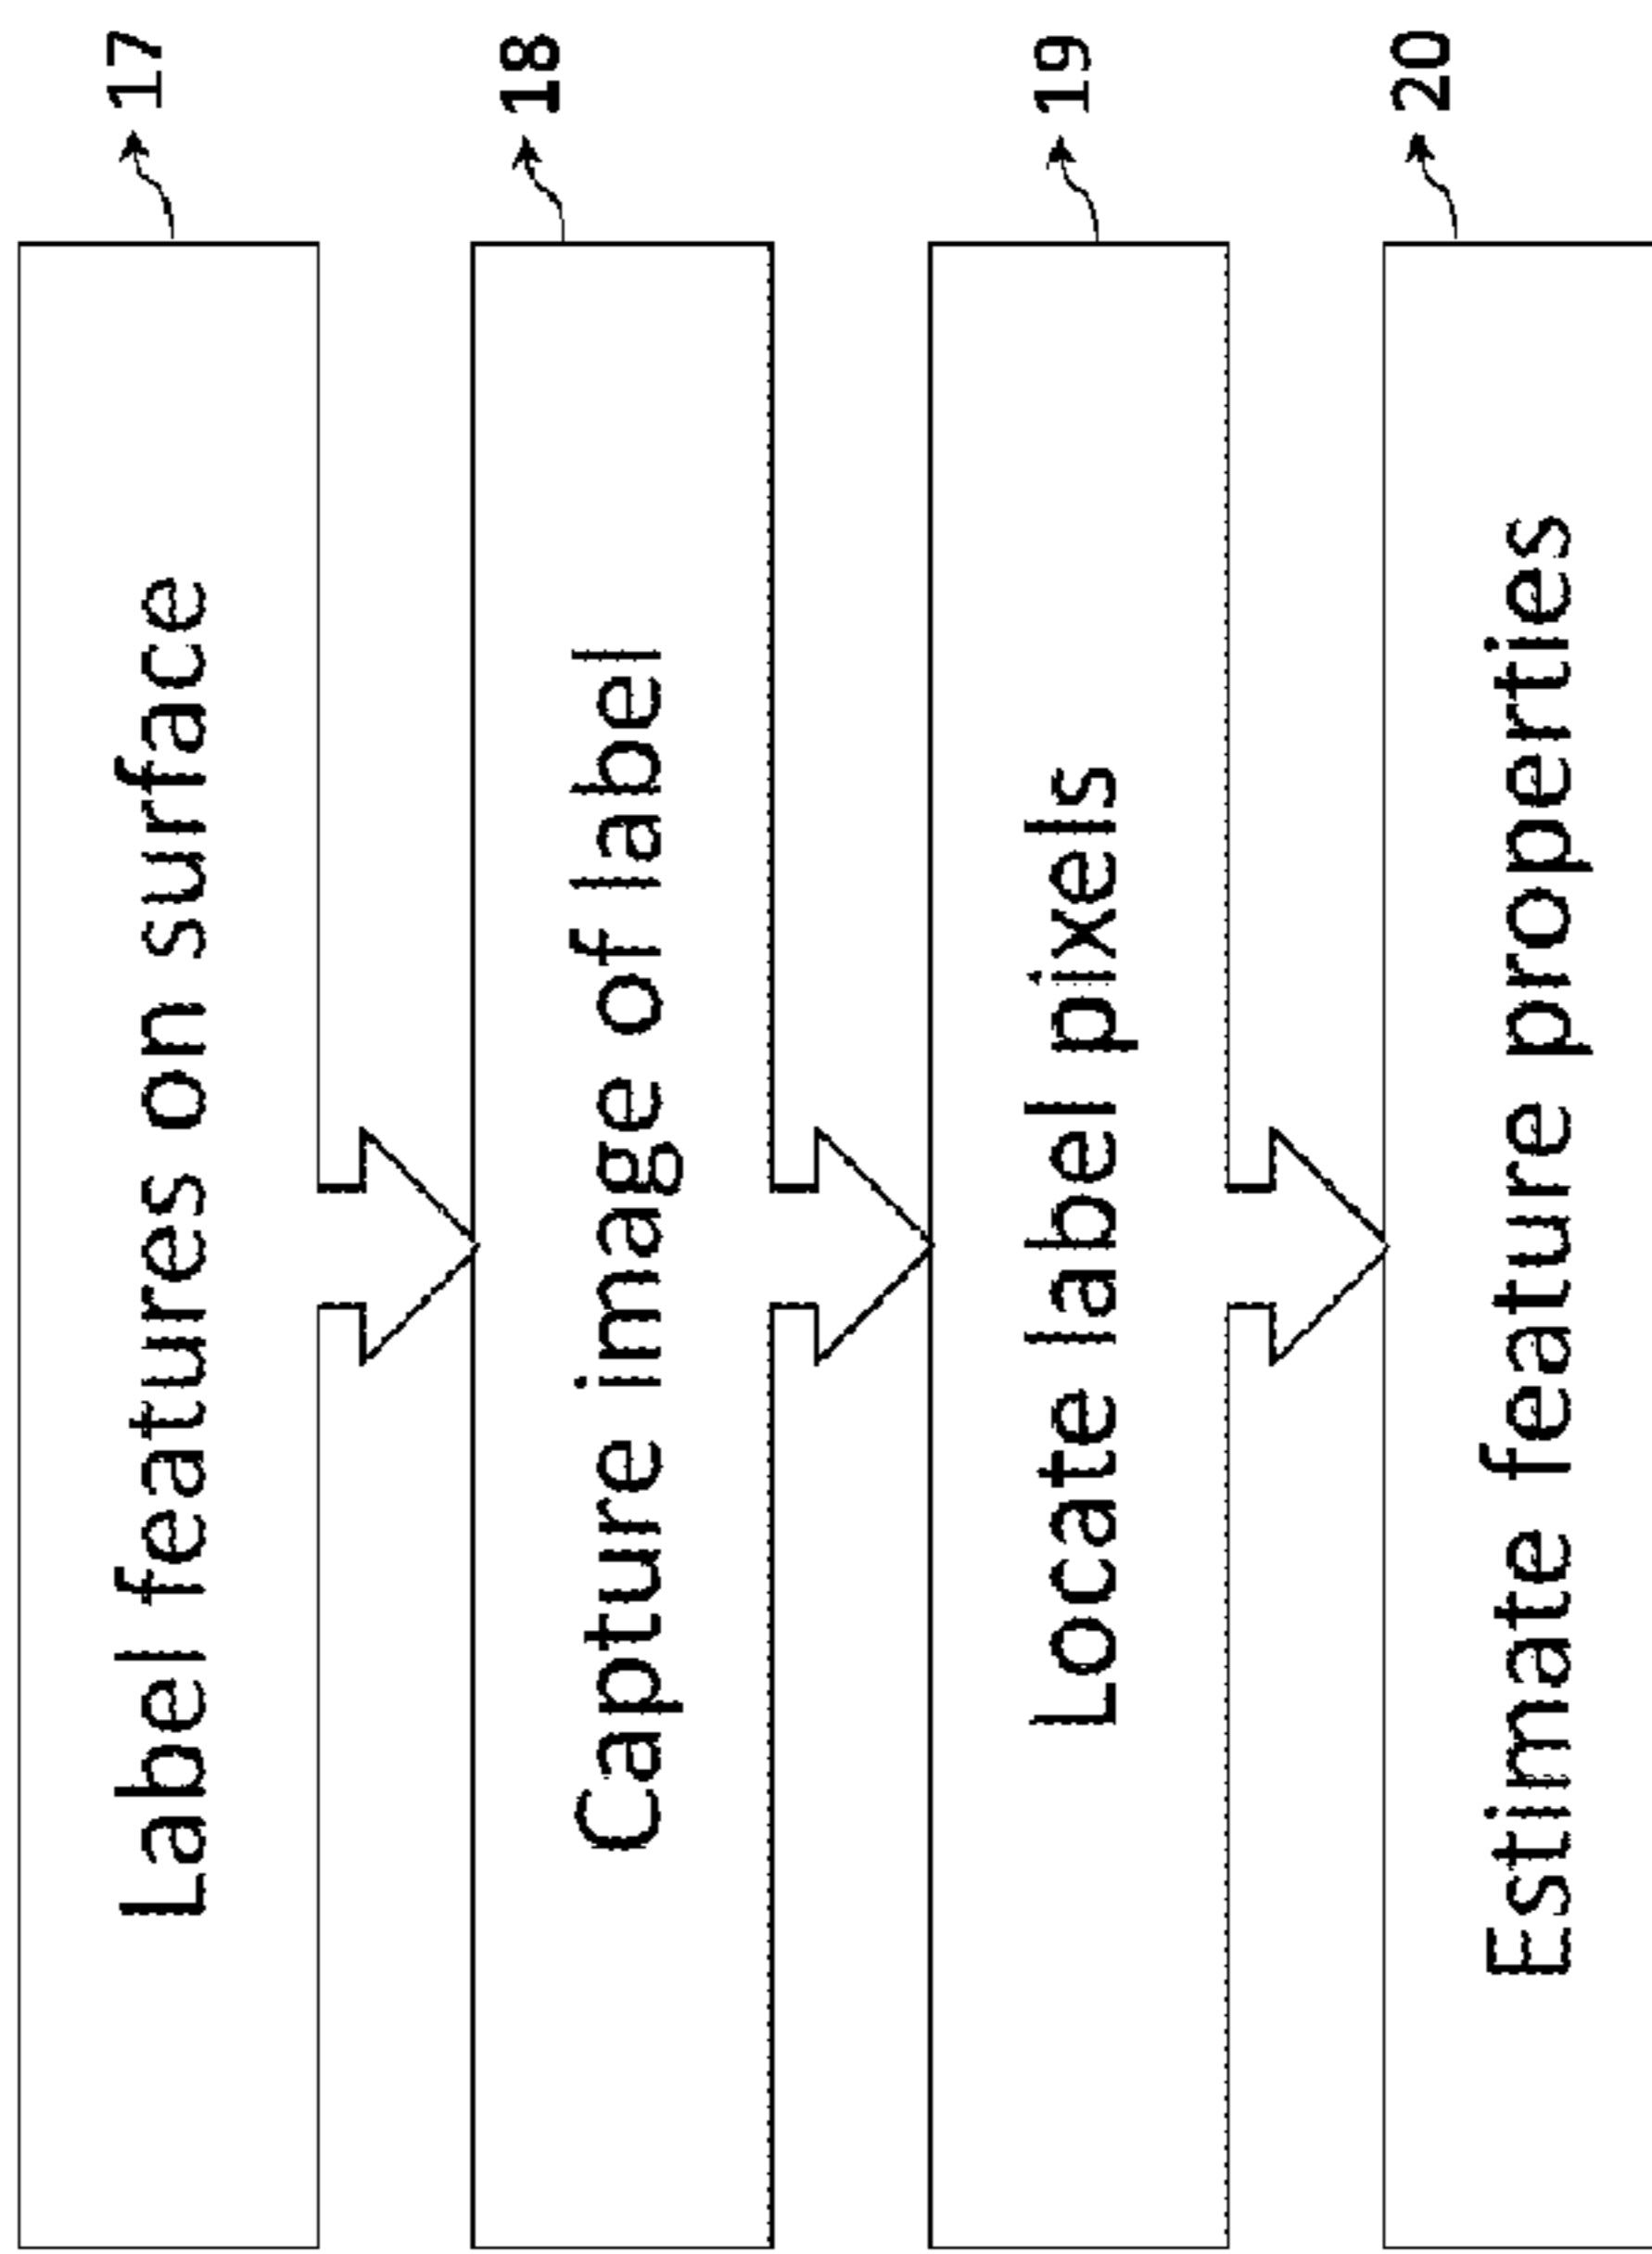 Label features on surface
17
Capture image of label
18
Locate label pixels
19
Estimate feature properties
20